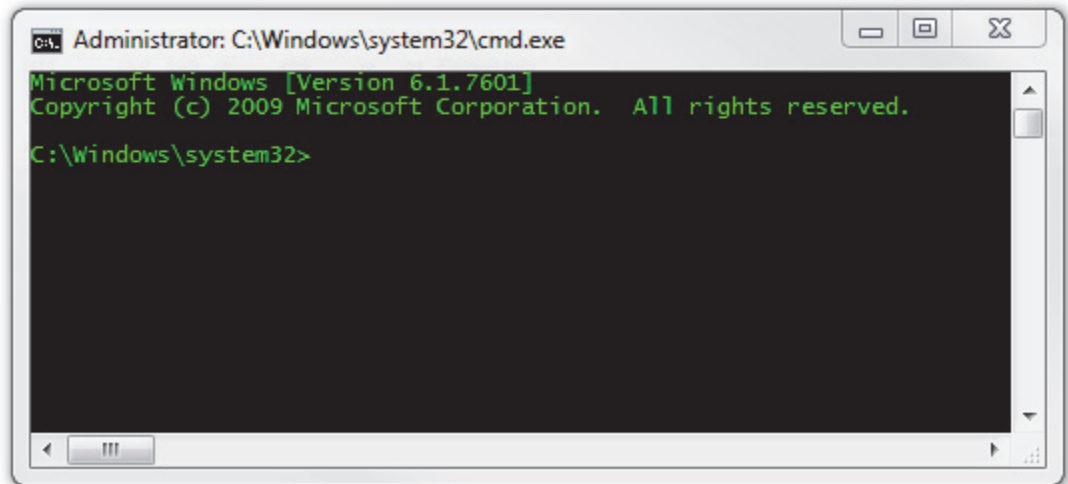 Administrator: C:\Windows\system32\cmd.exe
Microsoft Windows [Version 6.1.7601]
Copyright (c) 2009 Microsoft Corporation.  All rights reserved.
C:\Windows\system32>